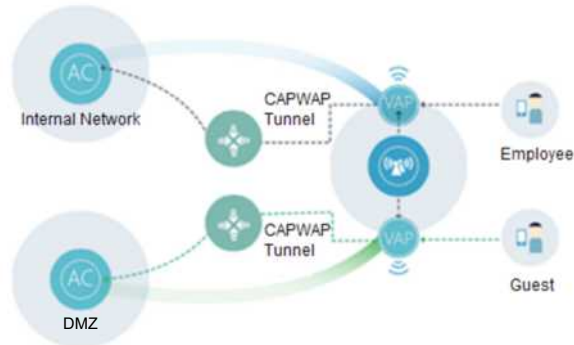 AC
Internal Network
CAPWAP
Tunnel
VAP
Employee
CAPWAP
Tunnel
VAP
AC
DMZ
Guest